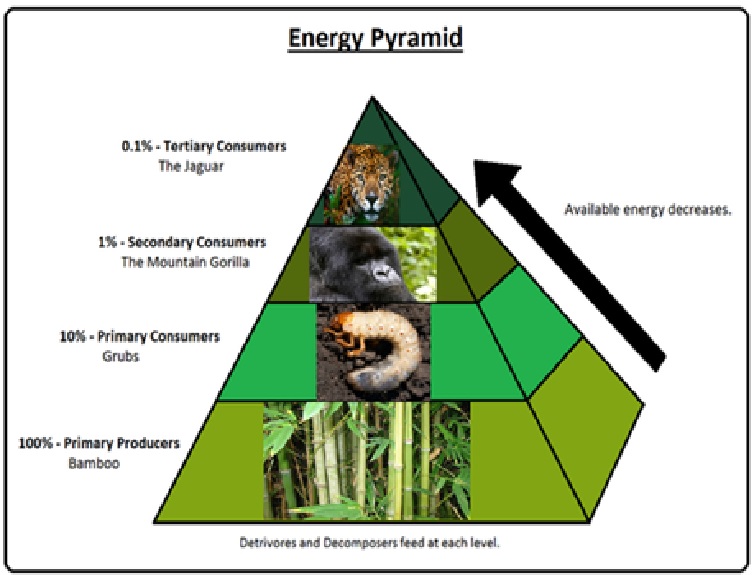 Energy Pyramid
0.1% - Tertiary Consumers
The Jaguar
Available energy decreases.
1% - Secondary Consumers
The Mountain Gorilla
10% - Primary Consumers
Grubs
100% - Primary Producers
Bamboo
Detrivores and Decomposers feed at each level.